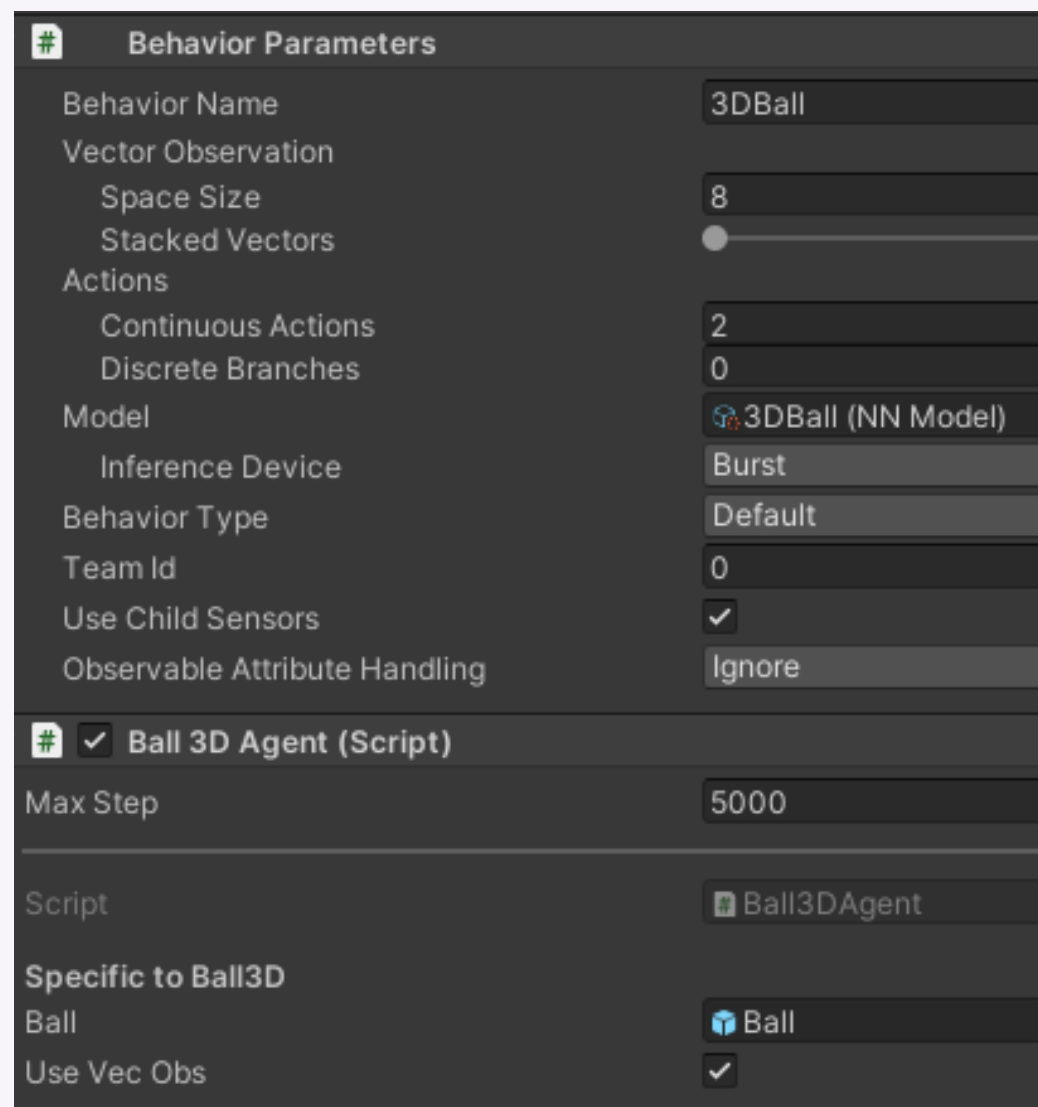 # Behavior Parameters
Behavior Name 3DBall
Vector Observation
Space Size 8
Stacked Vectors
Actions
Continuous Actions 2
Discrete Branches 0
Model 3DBall (NN Model)
Inference Device Burst
Behavior Type Default
Team Id 0
Use Child Sensors
Observable Attribute Handling Ignore
# Ball 3D Agent (Script)
Max Step 5000
Script # Ball3DAgent
Specific to Ball3D
Ball Ball
Use Vec Obs